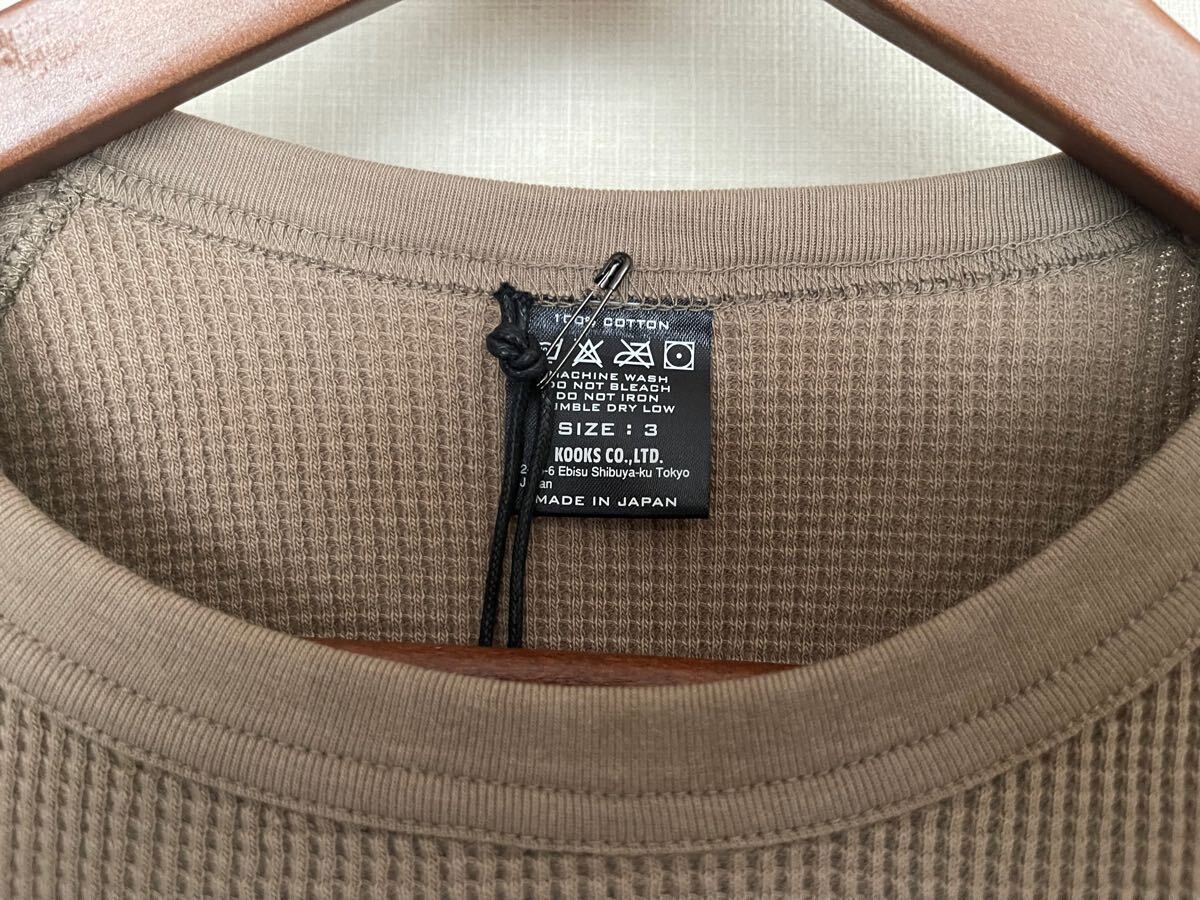 100% COTTON
MACHINE WASH
DO NOT BLEACH
DO NOT IRON
TUMBLE DRY LOW
SIZE : 3
KOOKS CO.,LTD.
Ebisu Shibuya-ku Tokyo
Japan
MADE IN JAPAN